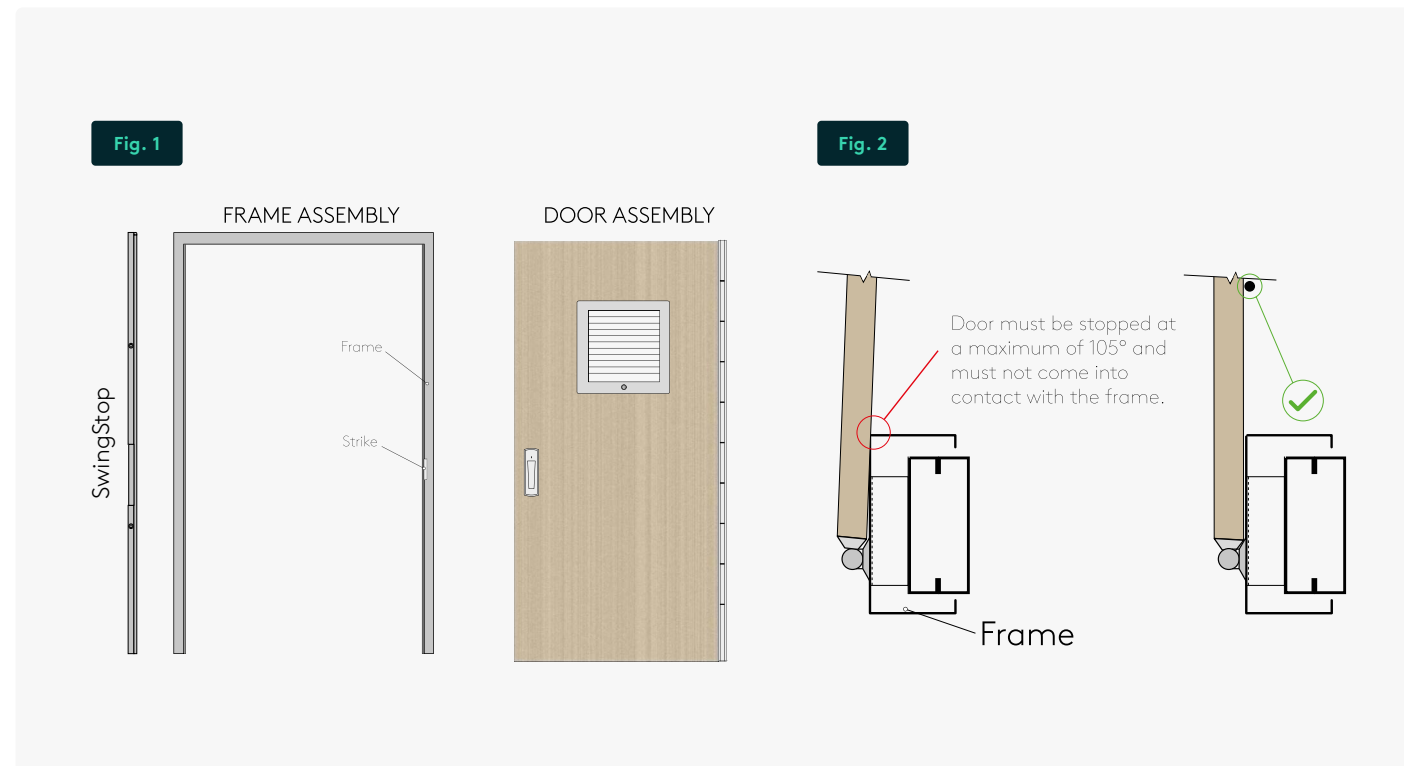 Fig. 1
FRAME ASSEMBLY
DOOR ASSEMBLY
SwingStop
Frame
Strike
Fig. 2
Door must be stopped at
a maximum of 105° and
must not come into
contact with the frame.
Frame